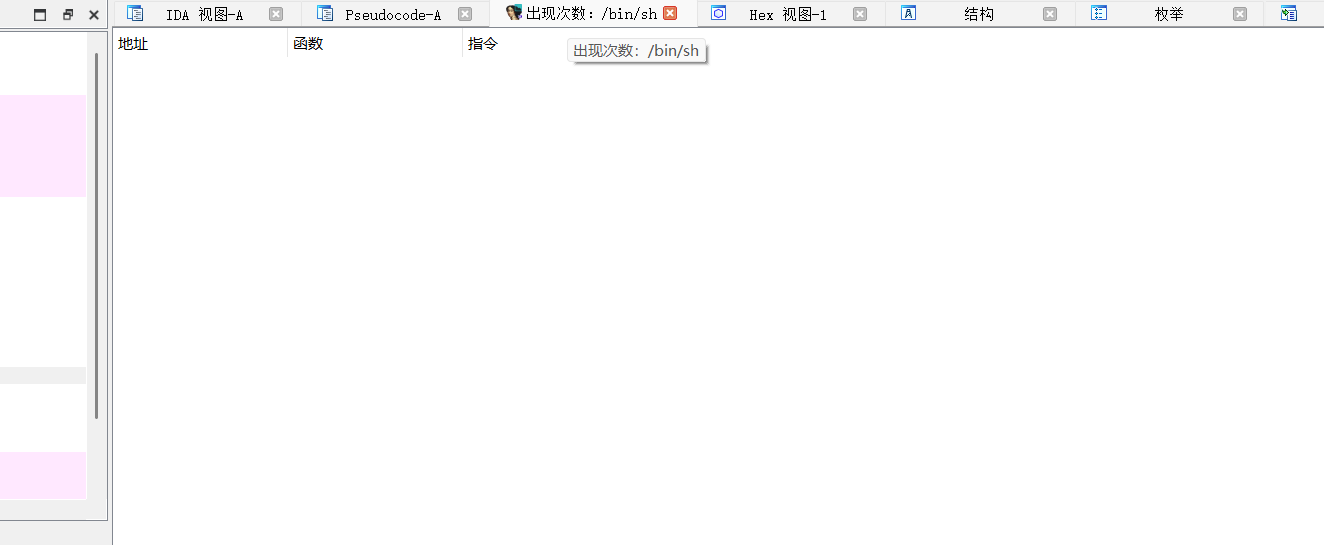 IDA 视图-A
Pseudocode-A
出现次数: /bin/sh
Hex 视图-1
结构
枚举
地址
函数
指令
出现次数: /bin/sh